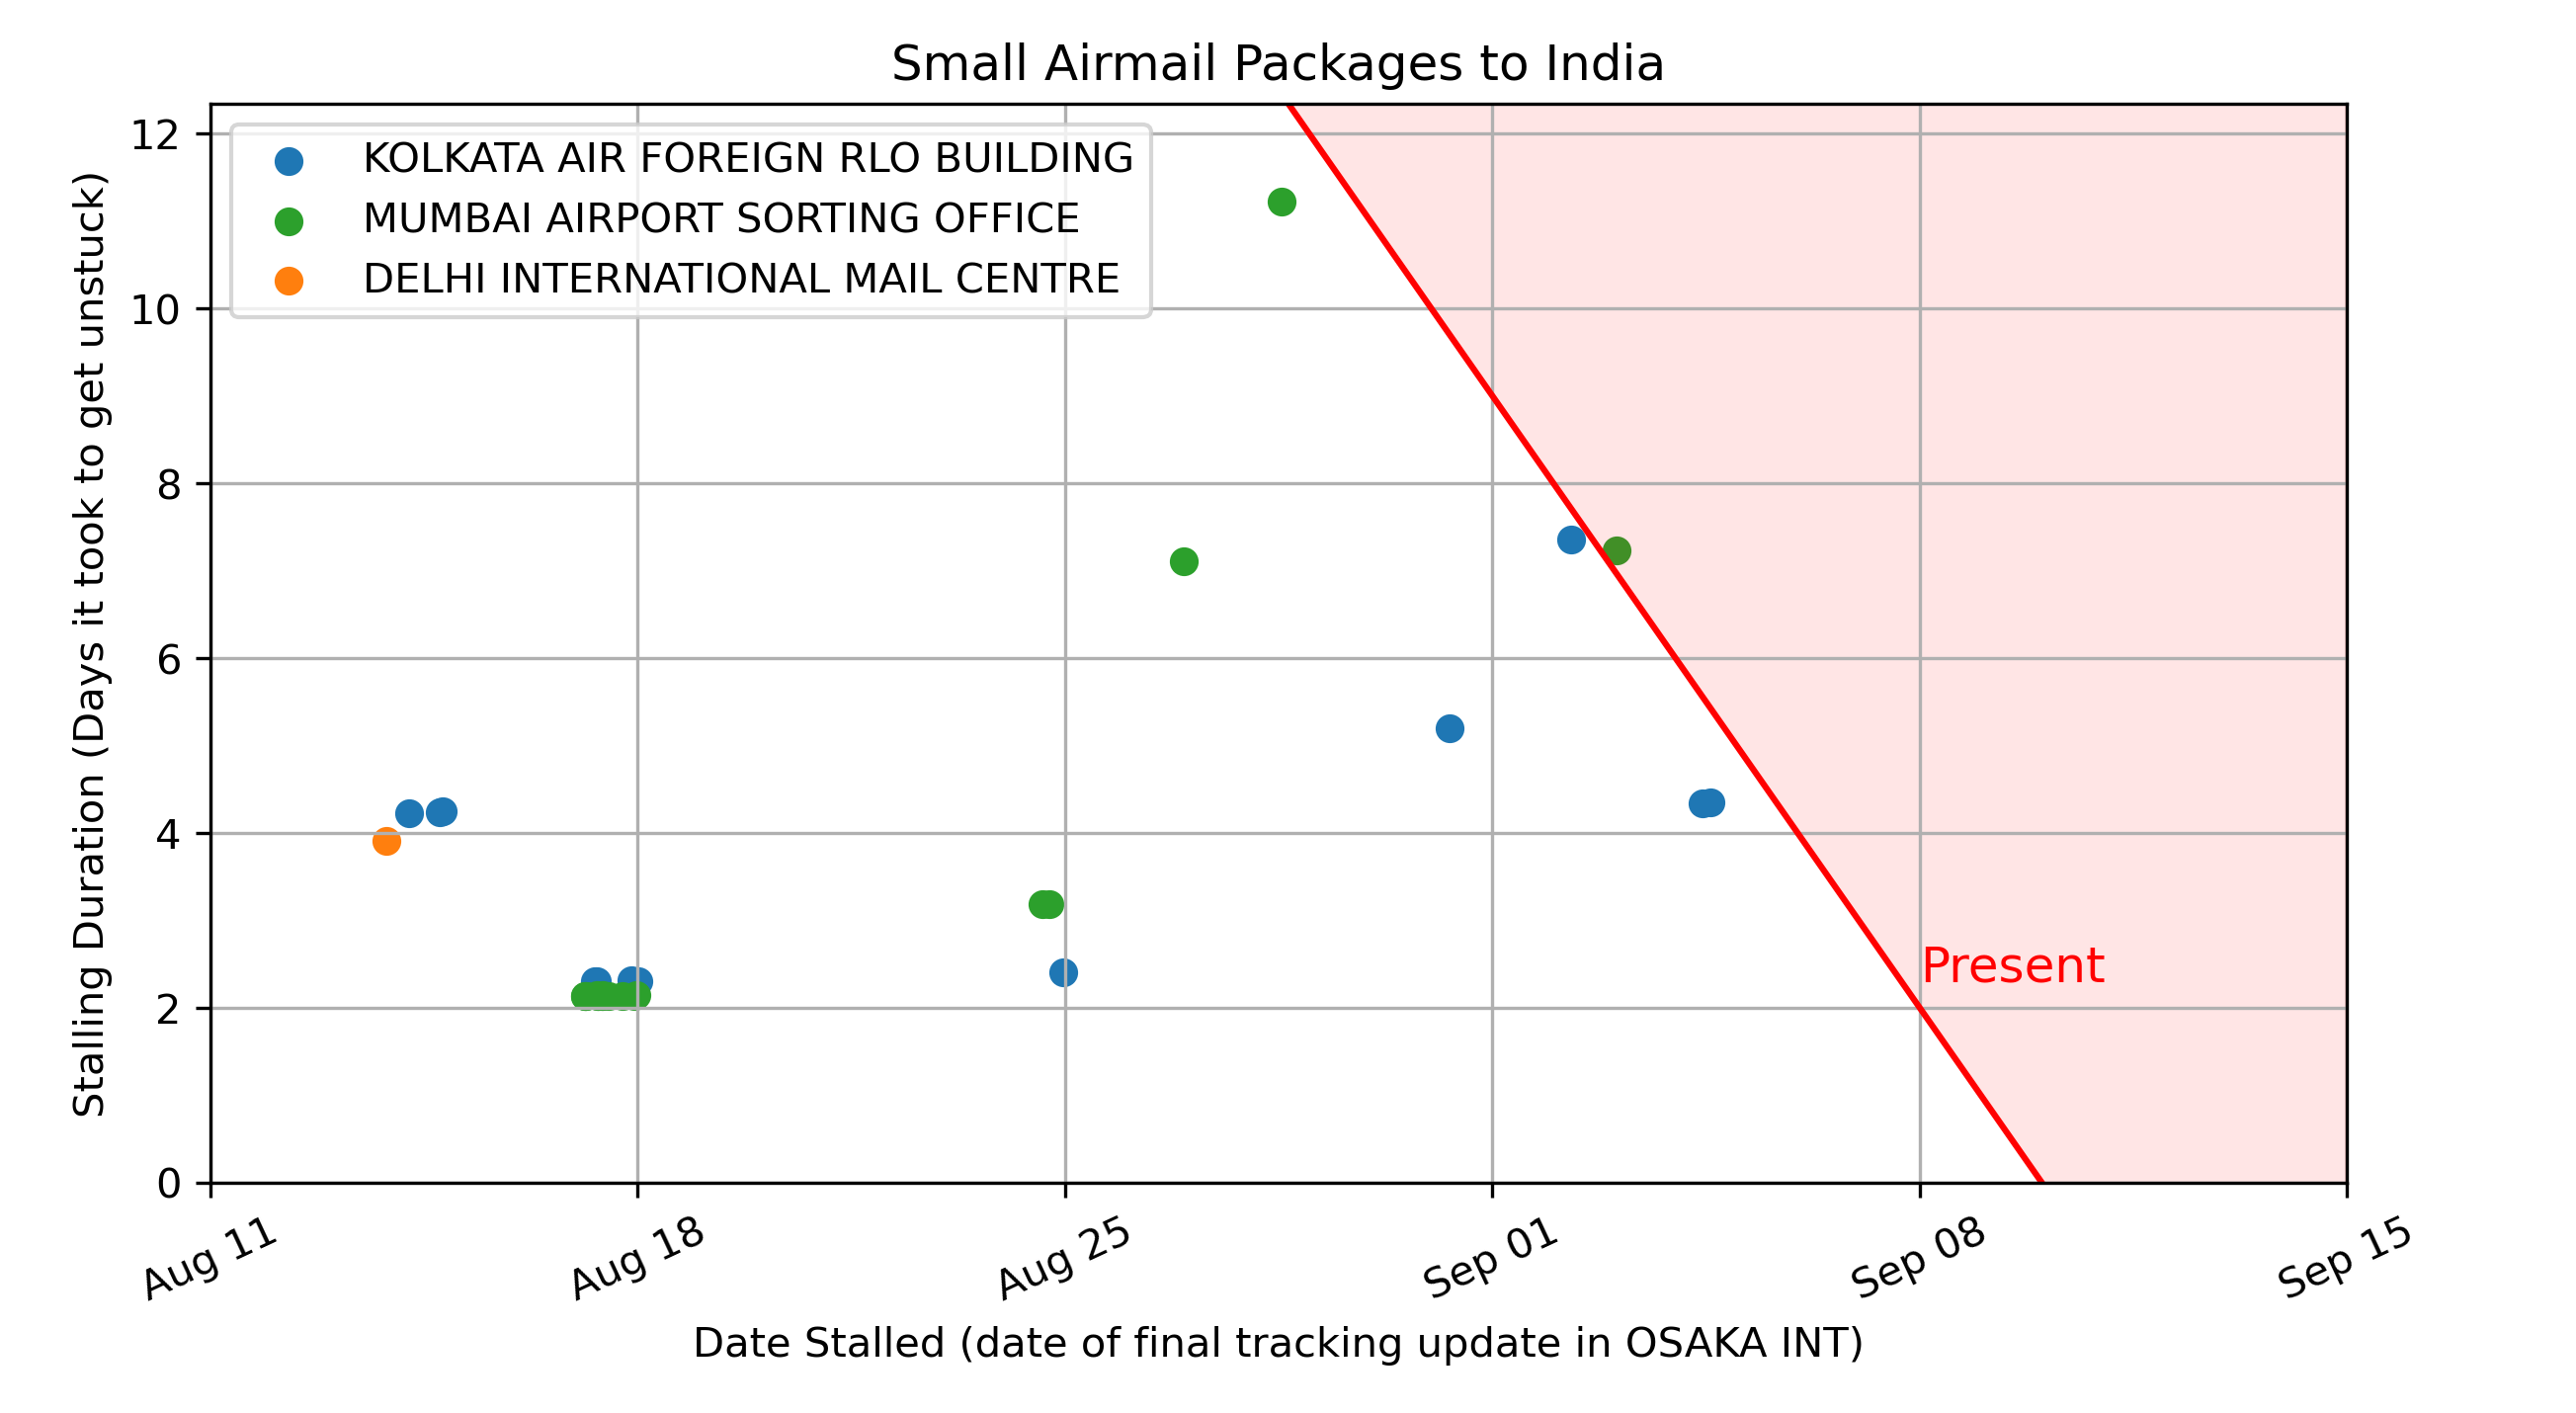 Small Airmail Packages to India
KOLKATA AIR FOREIGN RLO BUILDING
MUMBAI AIRPORT SORTING OFFICE
DELHI INTERNATIONAL MAIL CENTRE
Stalling Duration (Days it took to get unstuck)
12
10
8
6
4
2
0
Present
Aug 11
Aug 18
Aug 25
Sep 01
Sep 08
Sep 15
Date Stalled (date of final tracking update in OSAKA INT)